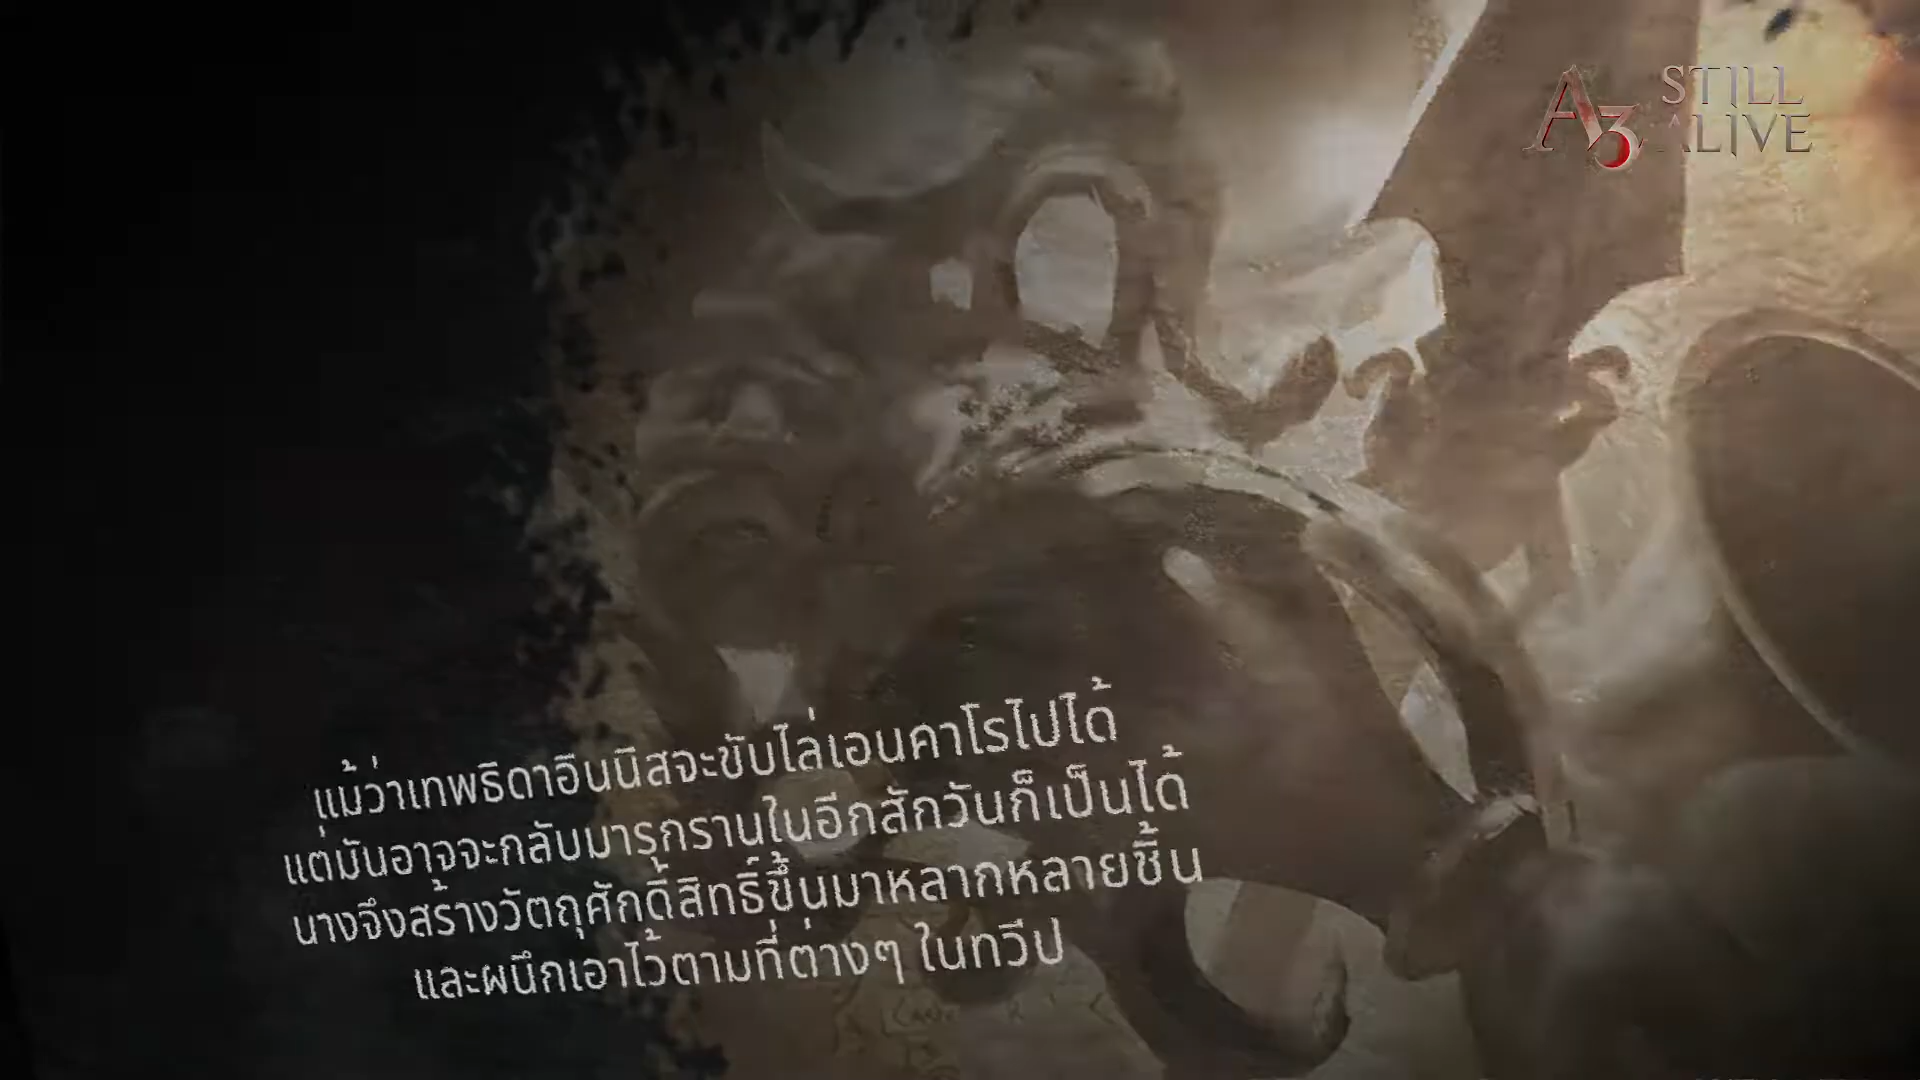 A3 STILL ALIVE
แม้ว่าเทพธิดาอินนิสจะขับไล่เอนคาโรไปได้
แต่มันอาจจะกลับมารุกรานในอีกสักวันก็เป็นได้
นางจึงสร้างวัตถุศักดิ์สิทธิ์ขึ้นมาหลากหลายชิ้น
และผนึกเอาไว้ตามที่ต่างๆ ในทวีป